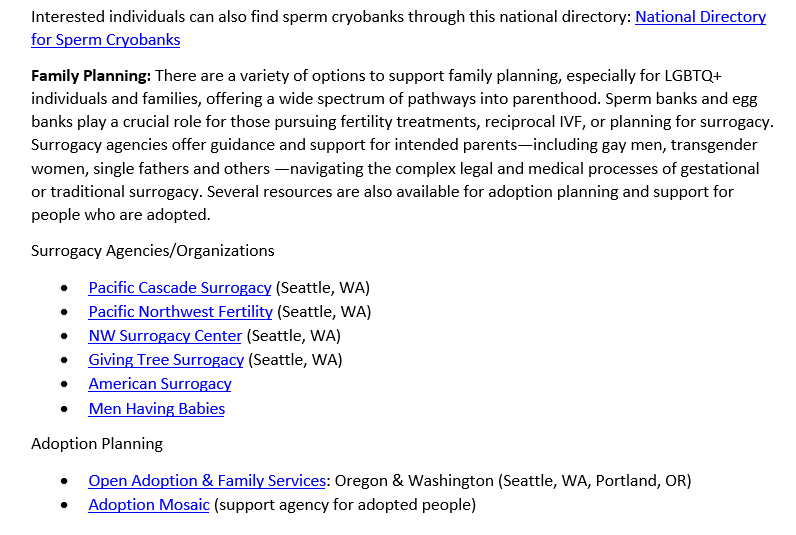 Interested individuals can also find sperm cryobanks through this national directory: National Directory
for Sperm Cryobanks
Family Planning: There are a variety of options to support family planning, especially for LGBTQ+
individuals and families, offering a wide spectrum of pathways into parenthood. Sperm banks and egg
banks play a crucial role for those pursuing fertility treatments, reciprocal IVF, or planning for surrogacy.
Surrogacy agencies offer guidance and support for intended parents—including gay men, transgender
women, single fathers and others —navigating the complex legal and medical processes of gestational
or traditional surrogacy. Several resources are also available for adoption planning and support for
people who are adopted.
Surrogacy Agencies/Organizations
• Pacific Cascade Surrogacy (Seattle, WA)
• Pacific Northwest Fertility (Seattle, WA)
• NW Surrogacy Center (Seattle, WA)
• Giving Tree Surrogacy (Seattle, WA)
• American Surrogacy
• Men Having Babies
Adoption Planning
• Open Adoption & Family Services: Oregon & Washington (Seattle, WA, Portland, OR)
• Adoption Mosaic (support agency for adopted people)